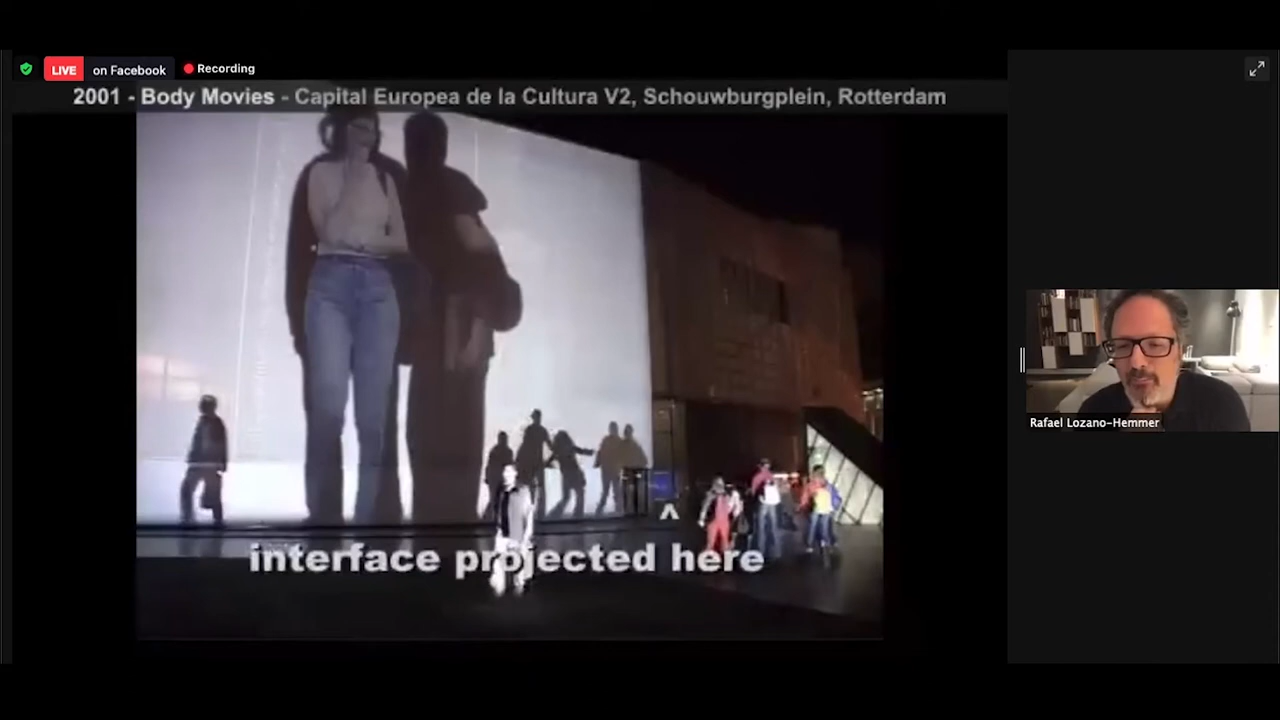 LIVE on Facebook Recording
2001 - Body Movies - Capital Europea de la Cultura V2, Schouwburgplein, Rotterdam
^
interface projected here
Rafael Lozano-Hemmer